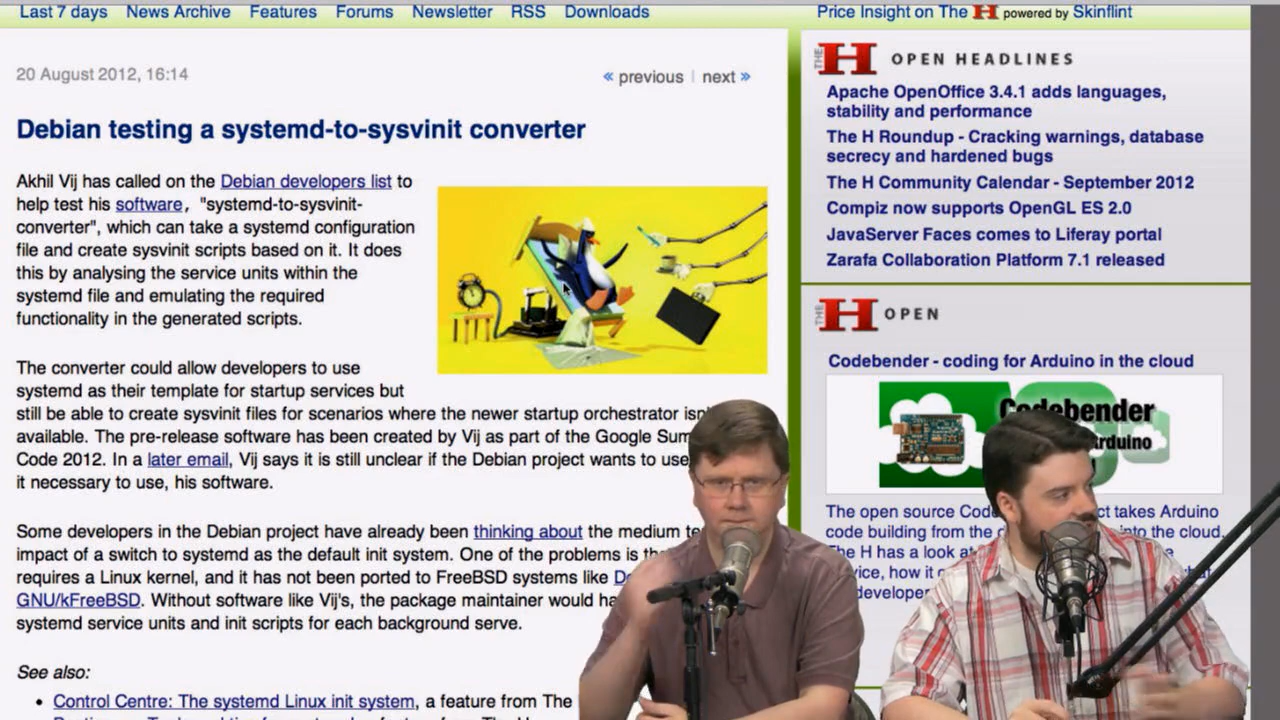 Last 7 days News Archive Features Forums Newsletter RSS Downloads
Price Insight on The H powered by Skinflint
20 August 2012, 16:14
« previous | next »
Debian testing a systemd-to-sysvinit converter
Akhil Vij has called on the Debian developers list to
help test his software, "systemd-to-sysvinit-
converter", which can take a systemd configuration
file and create sysvinit scripts based on it. It does
this by analysing the service units within the
systemd file and emulating the required
functionality in the generated scripts.
The converter could allow developers to use
systemd as their template for startup services but
still be able to create sysvinit files for scenarios where the newer startup orchestrator
available. The pre-release software has been created by Vij as part of the Google
Code 2012. In a later email, Vij says it is still unclear if the Debian project wants to
it necessary to use, his software.
Some developers in the Debian project have already been thinking about the medium
impact of a switch to systemd as the default init system. One of the problems is
requires a Linux kernel, and it has not been ported to FreeBSD systems like
GNU/kFreeBSD. Without software like Vij's, the package maintainer would
systemd service units and init scripts for each background serve.
See also:
• Control Centre: The systemd Linux init system, a feature from The
THE H OPEN HEADLINES
Apache OpenOffice 3.4.1 adds languages,
stability and performance
The H Roundup - Cracking warnings, database
secrecy and hardened bugs
The H Community Calendar - September 2012
Compiz now supports OpenGL ES 2.0
JavaServer Faces comes to Liferay portal
Zarafa Collaboration Platform 7.1 released
THE H OPEN
Codebender - coding for Arduino in the cloud
Codebender
The open source takes Arduino
code building from the into the cloud.
The H has a look
how it